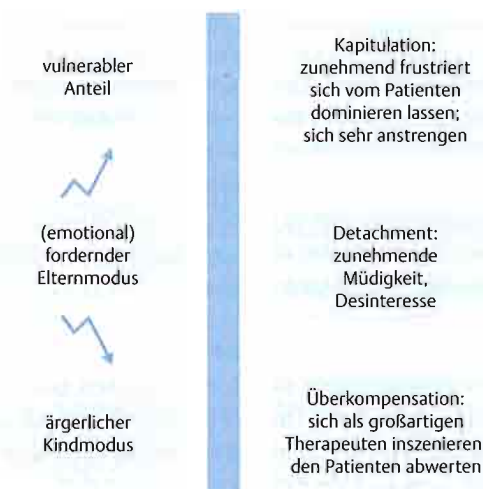 vulnerabler
Anteil
(emotional)
fordernder
Elternmodus
ärgerlicher
Kindmodus
Kapitulation:
zunehmend frustriert
sich vom Patienten
dominieren lassen;
sich sehr anstrengen
Detachment:
zunehmende
Müdigkeit,
Desinteresse
Überkompensation:
sich als großartigen
Therapeuten inszenieren
den Patienten abwerten